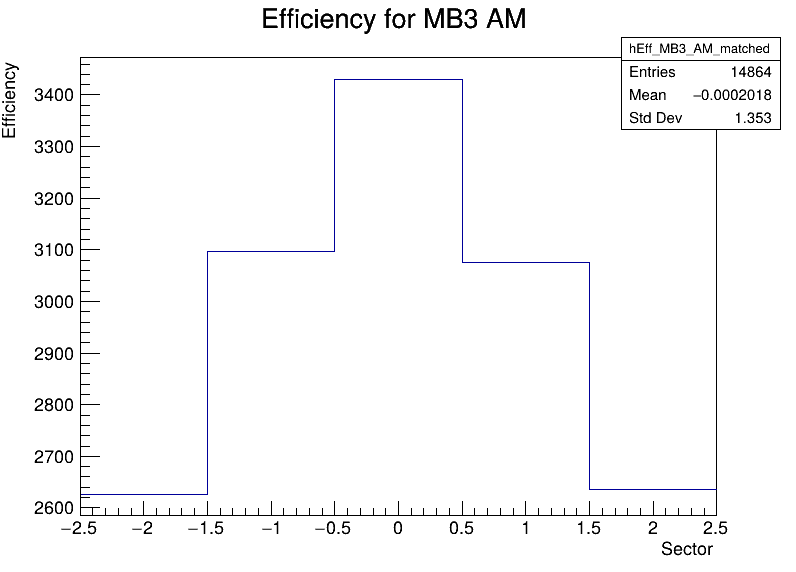 Efficiency for MB3 AM
hEff_MB3_AM_matched
Entries 14864
Mean −0.0002018
Std Dev 1.353
Efficiency
3400
3300
3200
3100
3000
2900
2800
2700
2600
−2.5 −2 −1.5 −1 −0.5 0 0.5 1 1.5 2 2.5
Sector